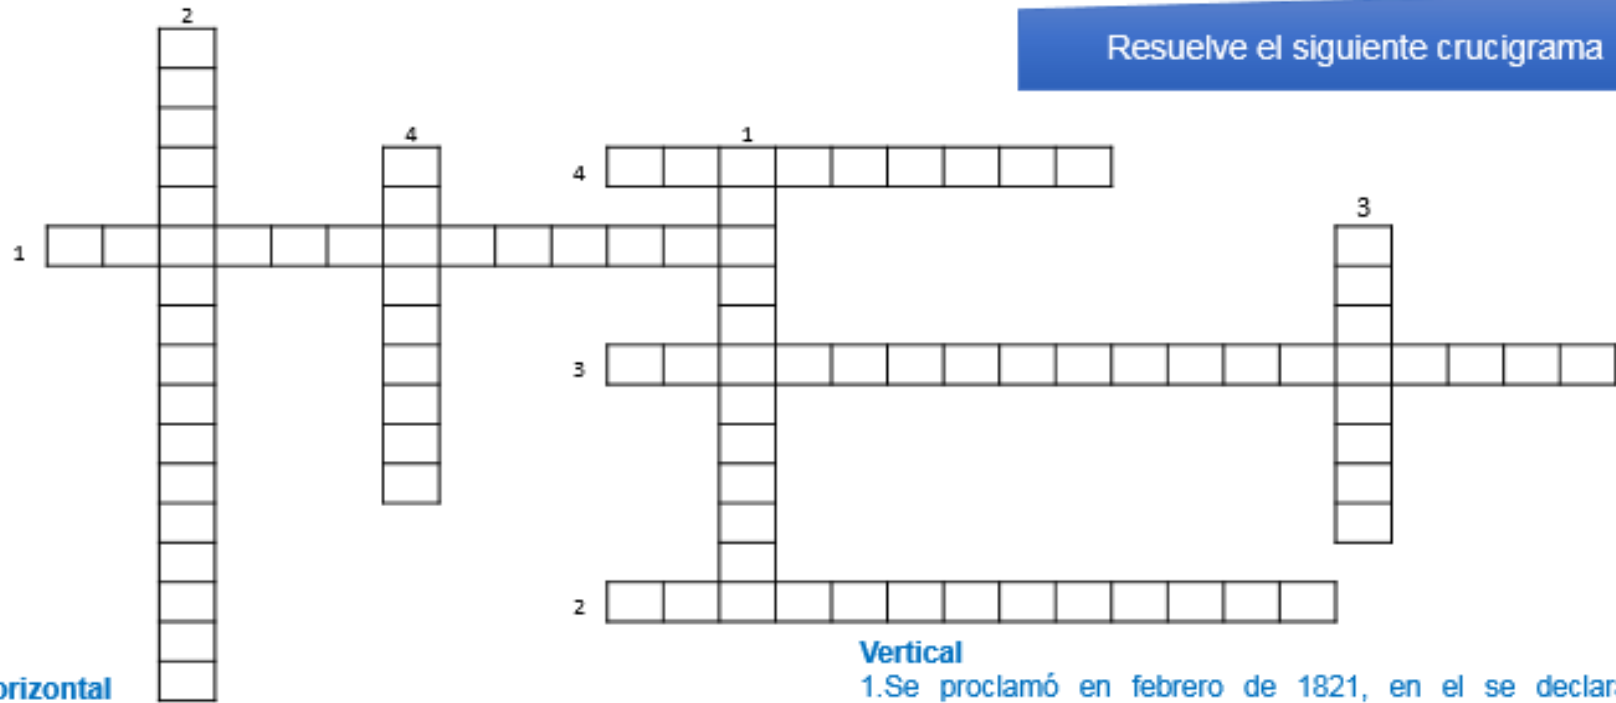 2
Resuelve el siguiente crucigrama
4
1
4
3
1
3
2
Vertical
orizontal
1.Se proclamó en febrero de 1821, en el se declar